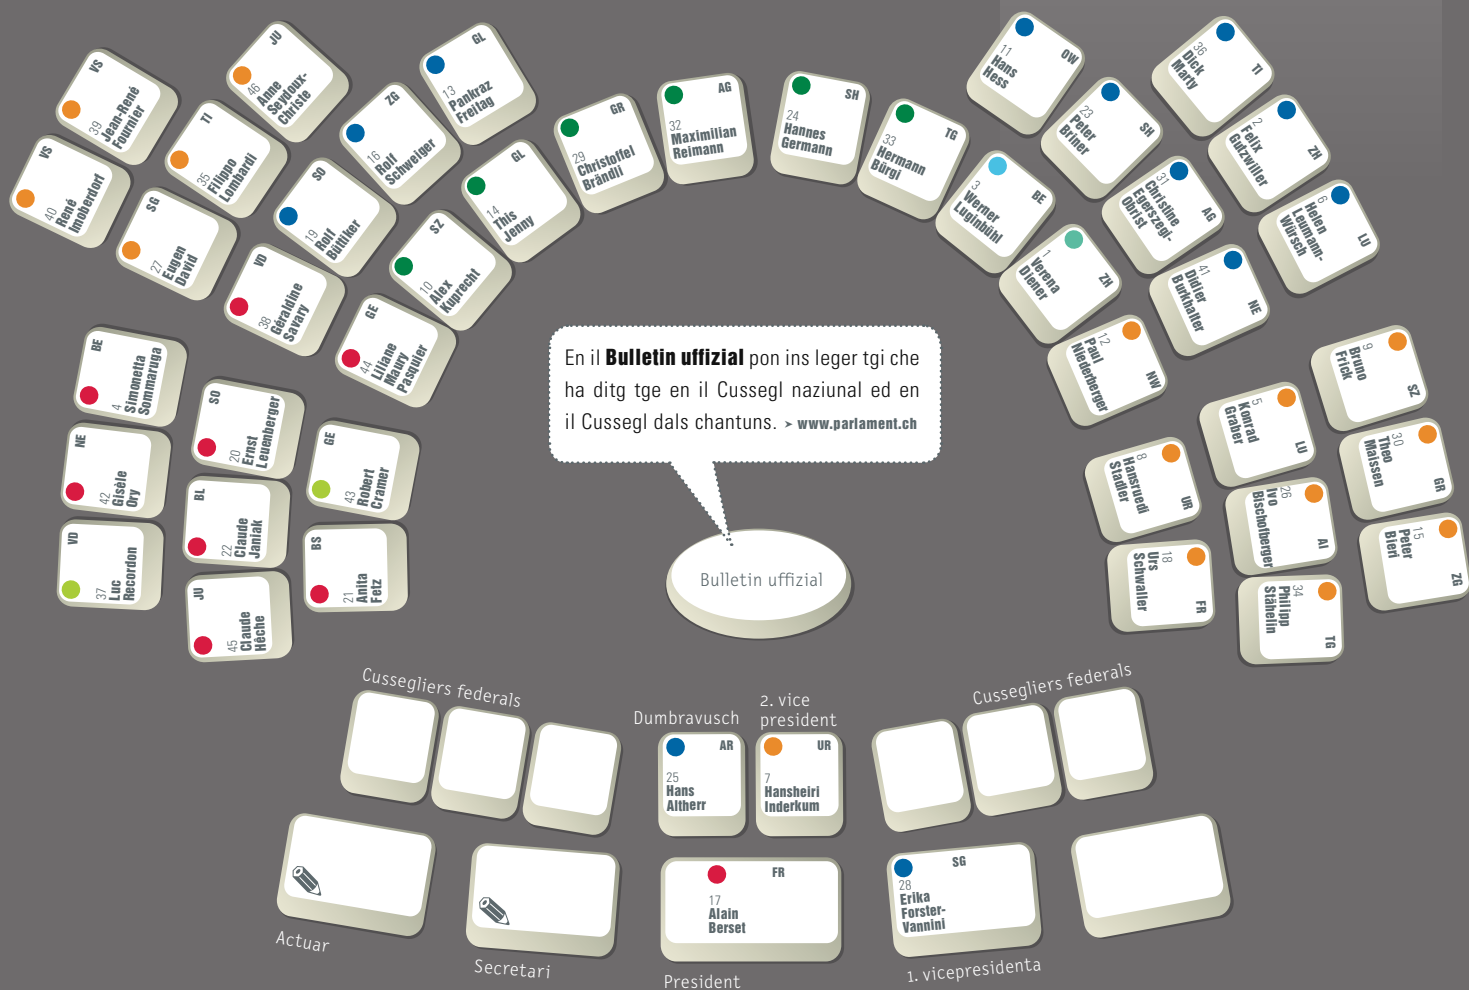 VS
39
Jean-René
Fournier
VS
40
René
Imoberdorf
JU
46
Anne
Seydoux-
Christe
TI
35
Filippo
Lombardi
SG
27
Eugen
David
GL
13
Pankraz
Freitag
ZG
16
Rolf
Schweiger
SO
19
Rolf
Büttiker
VD
38
Géraldine
Savary
GL
14
This
Jenny
SZ
10
Alex
Kuprecht
GE
44
Liliane
Maury
Pasquier
GR
29
Christoffel
Brändli
AG
32
Maximilian
Reimann
SH
24
Hannes
Germann
TG
33
Hermann
Bürgi
BE
3
Werner
Luginbühl
ZH
1
Verena
Diener
NW
12
Paul
Niederberger
OW
11
Hans
Hess
SH
23
Peter
Briner
AG
31
Christine
Egerszegi-
Obrist
NE
41
Didier
Burkhalter
TI
36
Dick
Marty
ZH
2
Felix
Gutzwiller
LU
6
Helen
Leumann-
Würsch
BE
4
Simonetta
Sommaruga
NE
42
Gisèle
Ory
VD
37
Luc
Recordon
SO
20
Ernst
Leuenberger
BL
22
Claude
Janiak
JU
45
Claude
Hêche
GE
43
Robert
Cramer
BS
21
Anita
Fetz
En il Bulletin uffizial pon ins leger tgi che
ha ditg tge en il Cussegl naziunal ed en
il Cussegl dals chantuns. ➤ www.parlament.ch
Bulletin uffizial
8
Hansruedi
Stadler
UR
18
Urs
Schwaller
FR
5
Konrad
Graber
LU
26
Ivo
Bischofberger
AI
34
Philipp
Stähelin
TG
9
Bruno
Frick
SZ
30
Theo
Maissen
GR
15
Peter
Bieri
ZG
Cussegliers federals
Dumbravusch
2. vice
president
Cussegliers federals
AR
25
Hans
Altherr
UR
7
Hansheiri
Inderkum
FR
17
Alain
Berset
SG
28
Erika
Forster-
Vannini
Actuar
Secretari
President
1. vicepresidenta